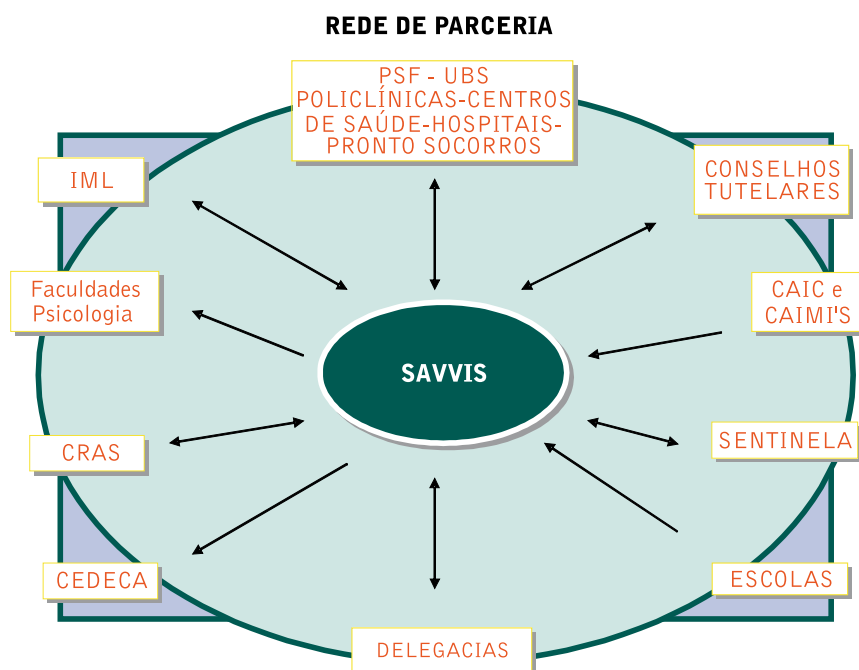 REDE DE PARCERIA
PSF - UBS
POLICLÍNICAS-CENTROS
DE SAÚDE-HOSPITAIS-
PRONTO SOCORROS
IML
CONSELHOS
TUTELARES
Faculdades
Psicologia
CAIC e
CAIMI'S
SAVVIS
CRAS
SENTINELA
CEDECA
ESCOLAS
DELEGACIAS